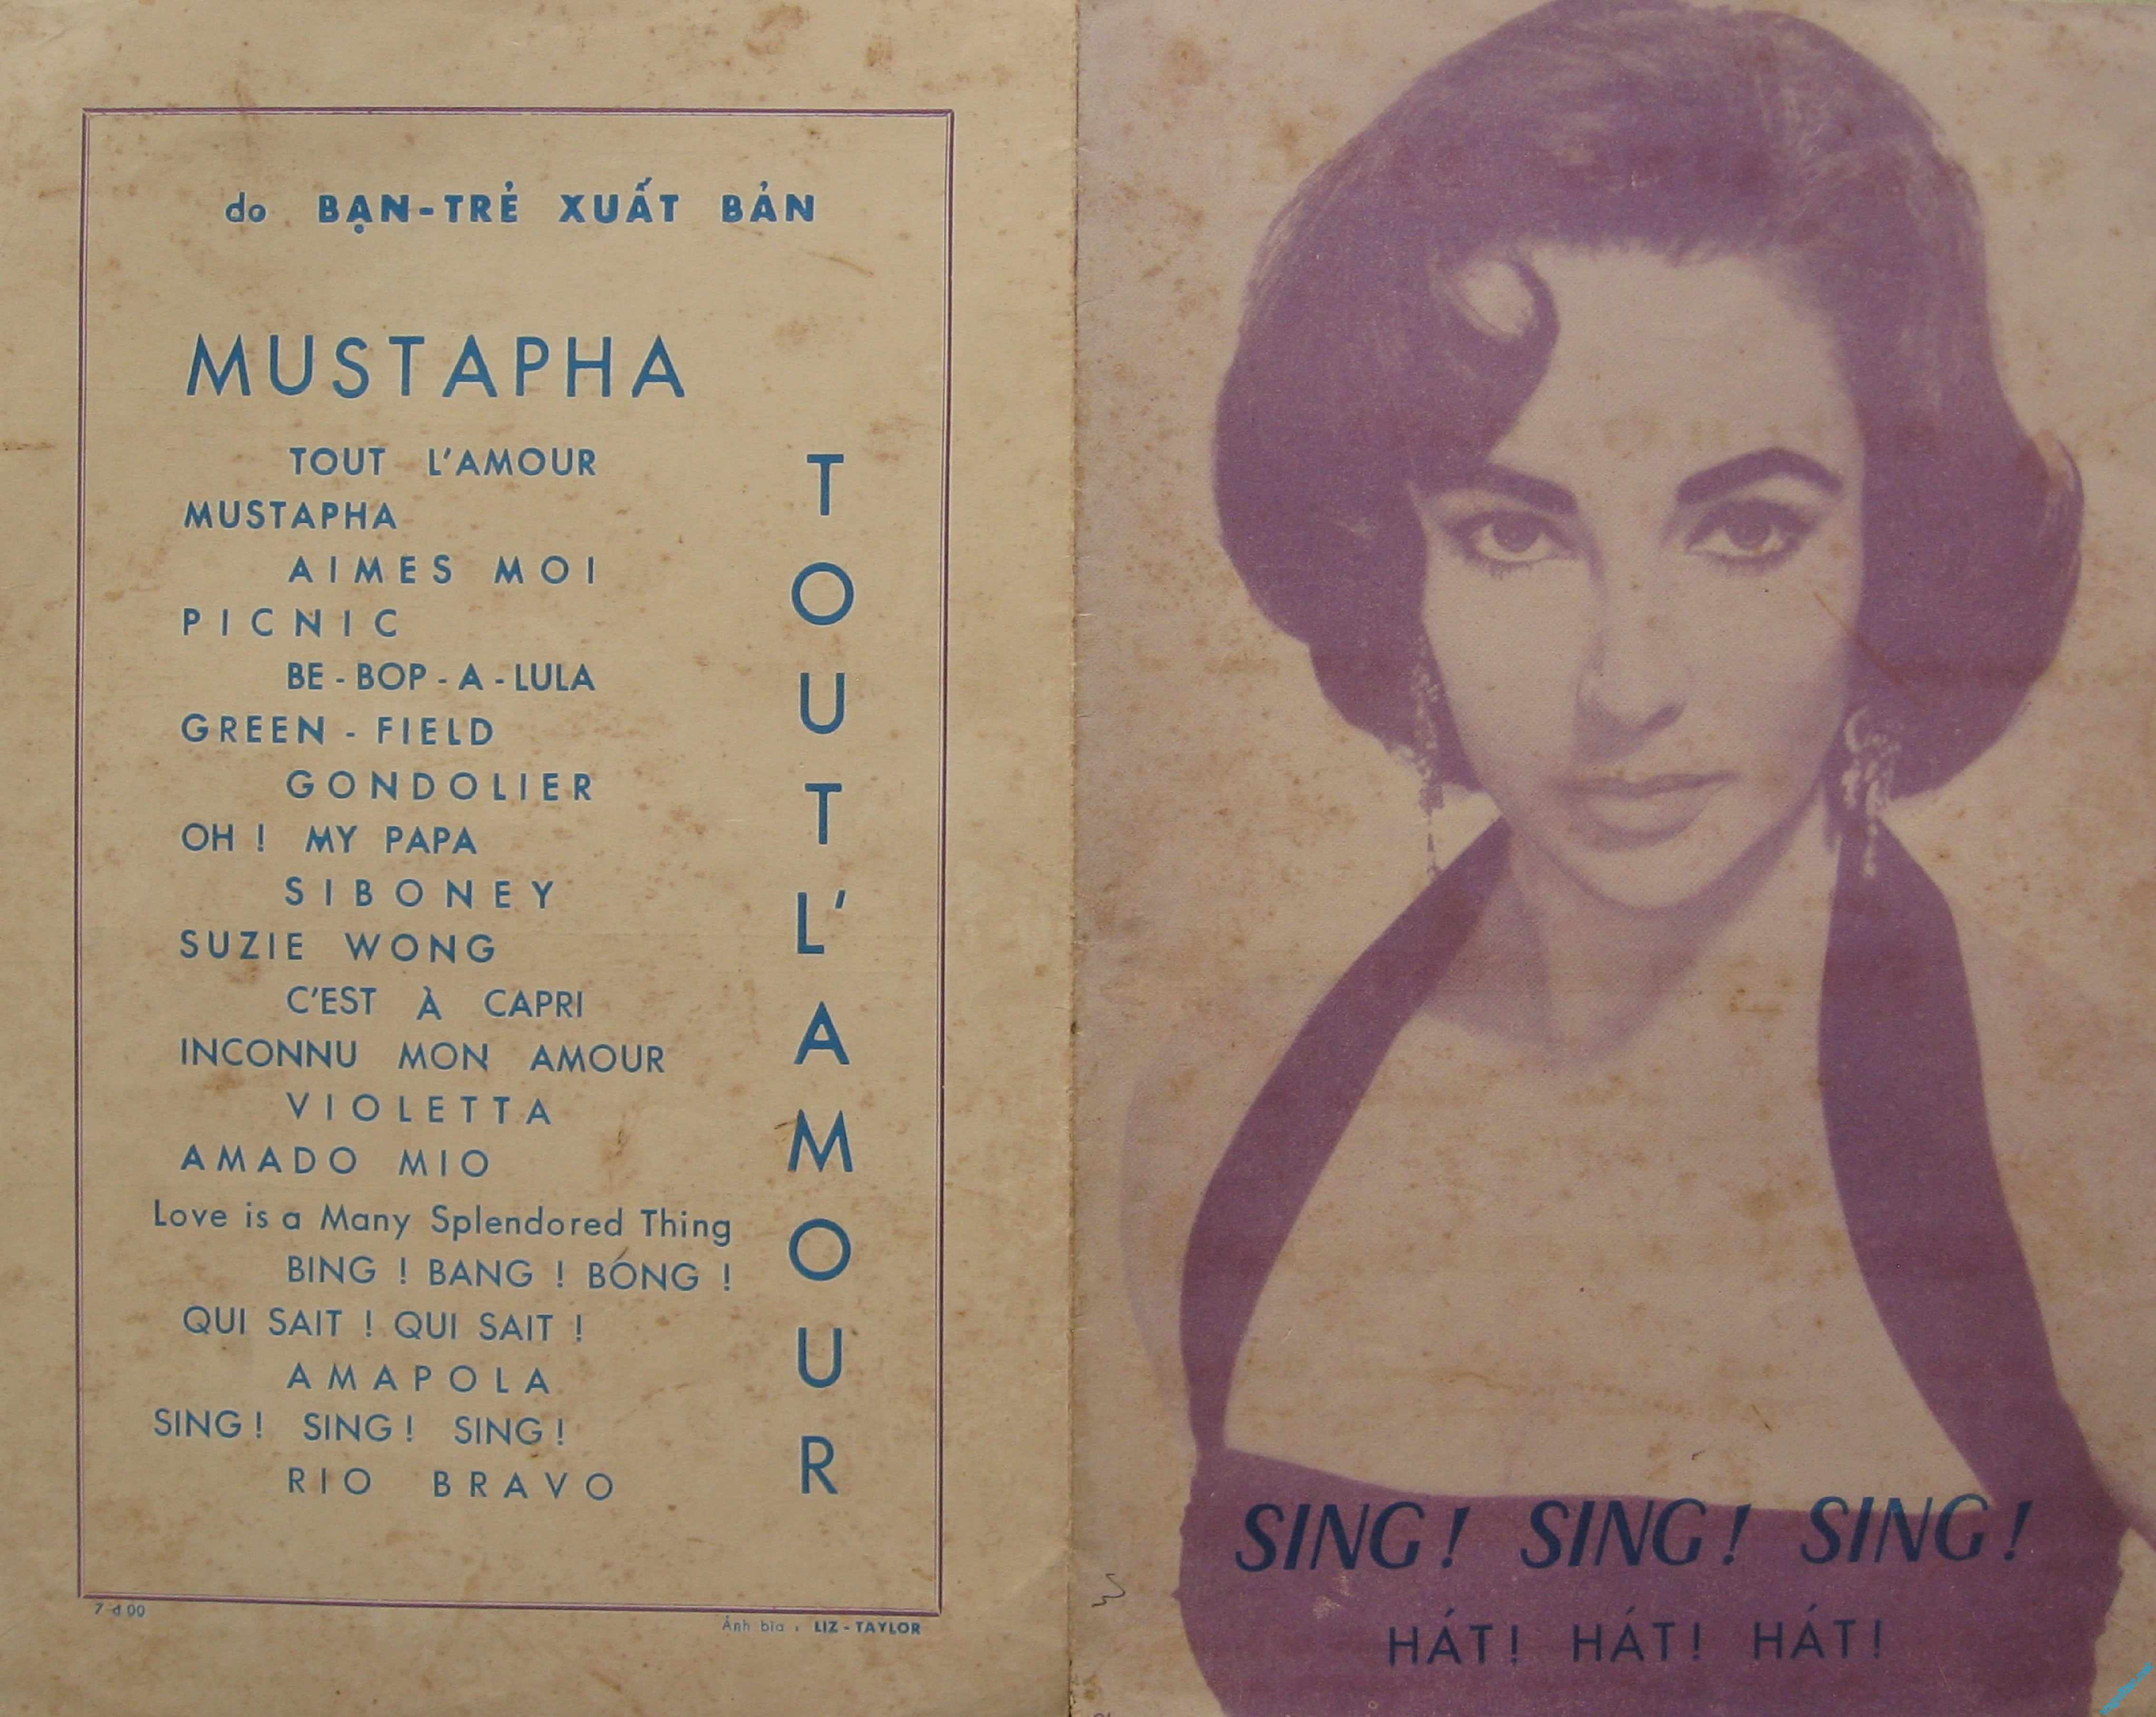 do BẠN-TRẺ XUẤT BẢN
MUSTAPHA
TOUT L'AMOUR
MUSTAPHA
AIMES MOI
PICNIC
BE - BOP - A - LULA
GREEN - FIELD
GONDOLIER
OH ! MY PAPA
SIBONEY
SUZIE WONG
C'EST À CAPRI
INCONNU MON AMOUR
VIOLETTA
AMADO MIO
Love is a Many Splendored Thing
BING ! BANG ! BÓNG !
QUI SAIT ! QUI SAIT !
AMAPOLA
SING! SING! SING!
RIO BRAVO
TOUT L'AMOUR
7 đ 00
Ảnh bìa : LIZ - TAYLOR
SING! SING! SING!
HÁT! HÁT! HÁT!